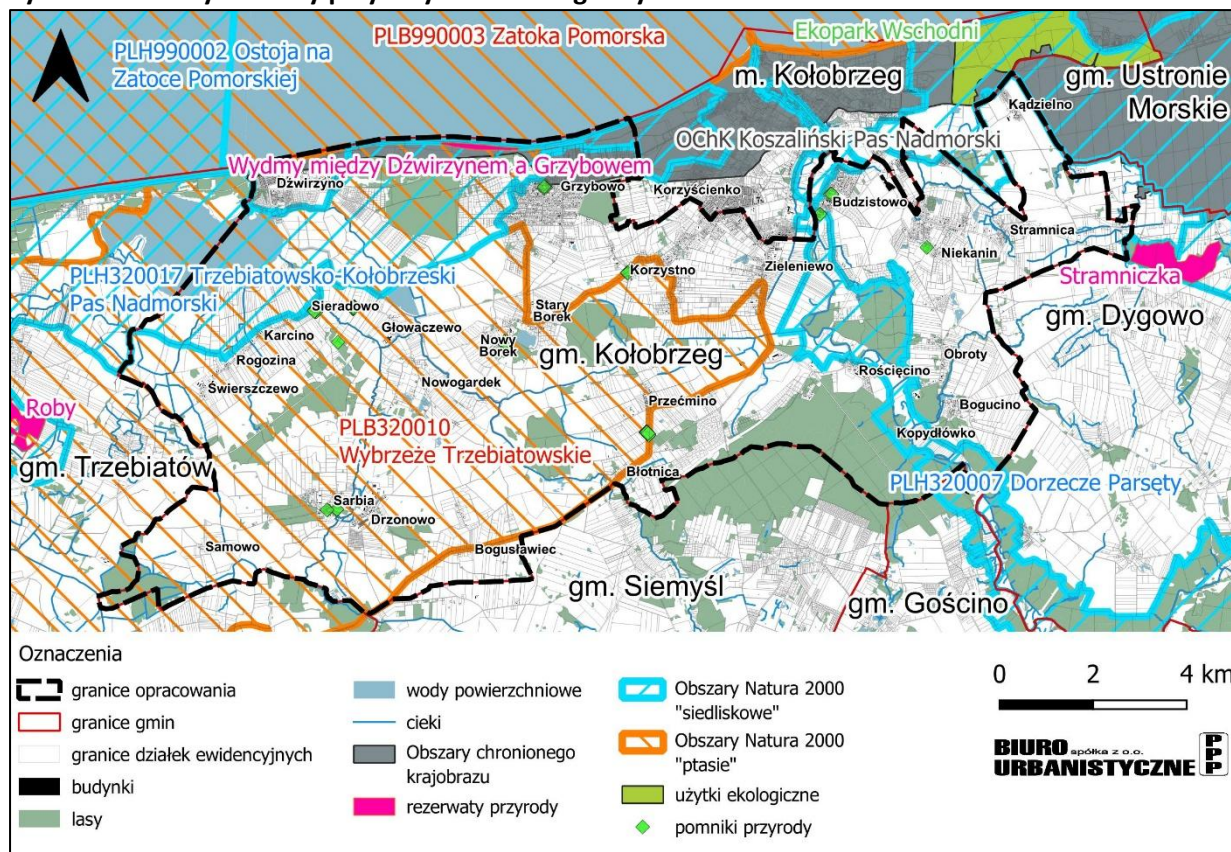 PLH990002 Ostoja na
Zatoce Pomorskiej
PLB990003 Zatoka Pomorska
Ekopark Wschodni
m. Kołobrzeg
gm. Ustronie
Morskie
Kądzielno
OChK Koszaliński Pas Nadmorski
Wydmy między Dźwirzynem a Grzybowem
Dźwirzyno
Grzybowo
Korzyścienko
Budzistowo
Stramnica
Niekanin
Stramniczka
PLH320017 Trzebiatowsko-Kołobrzeski
Pas Nadmorski
Korzystno
Zieleniewo
Sieradowo
Karcino
Głowaczewo
Stary
Borek
Nowy
Borek
gm. Kołobrzeg
gm. Dygowo
Rogozina
Obroty
Świerszczewo
Nowogardek
Rościęcino
Roby
Przećmino
Bogucino
PLB320010
Wybrzeże Trzebiatowskie
Kopydłówko
gm. Trzebiatów
Błotnica
PLH320007 Dorzecze Parsęty
Sarbia
Drzonowo
Samowo
Bogusławiec
gm. Siemyśl
gm. Gościno
Oznaczenia
granice opracowania
granice gmin
granice działek ewidencyjnych
budynki
lasy
wody powierzchniowe
cieki
Obszary chronionego
krajobrazu
rezerwaty przyrody
Obszary Natura 2000
"siedliskowe"
Obszary Natura 2000
"ptasie"
użytki ekologiczne
pomniki przyrody
0 2 4 km
BIURO spółka z o.o.
URBANISTYCZNE PPP